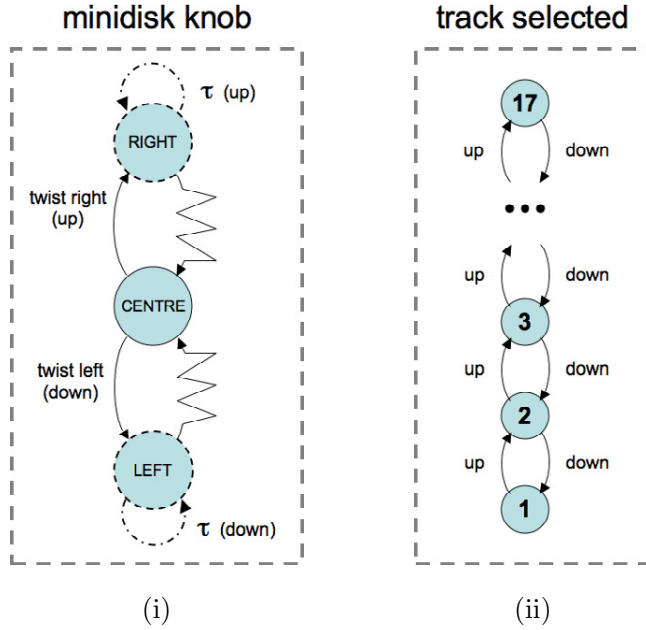 minidisk knob
τ (up)
RIGHT
twist right
(up)
CENTRE
twist left
(down)
LEFT
τ (down)
(i)
track selected
17
up
down
•••
up
down
3
up
down
2
up
down
1
(ii)